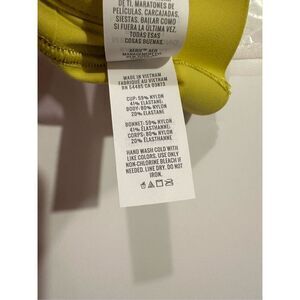 DE TI, MARATONES DE
PELÍCULAS, CARCAJADAS,
SIESTAS, BAILAR COMO
SI FUERA LA ÚLTIMA VEZ.
TODAS ESAS
COSAS BUENAS.
MADE IN VIETNAM
FABRIQUÉ AU VIETNAM
RN 54485 CA 00873
CUP: 59% NYLON
41% ELASTANE;
BODY: 80% NYLON
20% ELASTANE
BONNET: 59% NYLON
41% ÉLASTHANNE;
CORPS: 80% NYLON
20% ÉLASTHANNE
HAND WASH COLD WITH
LIKE COLORS. USE ONLY
NON-CHLORINE BLEACH IF
NEEDED. LINE DRY. DO NOT
IRON.